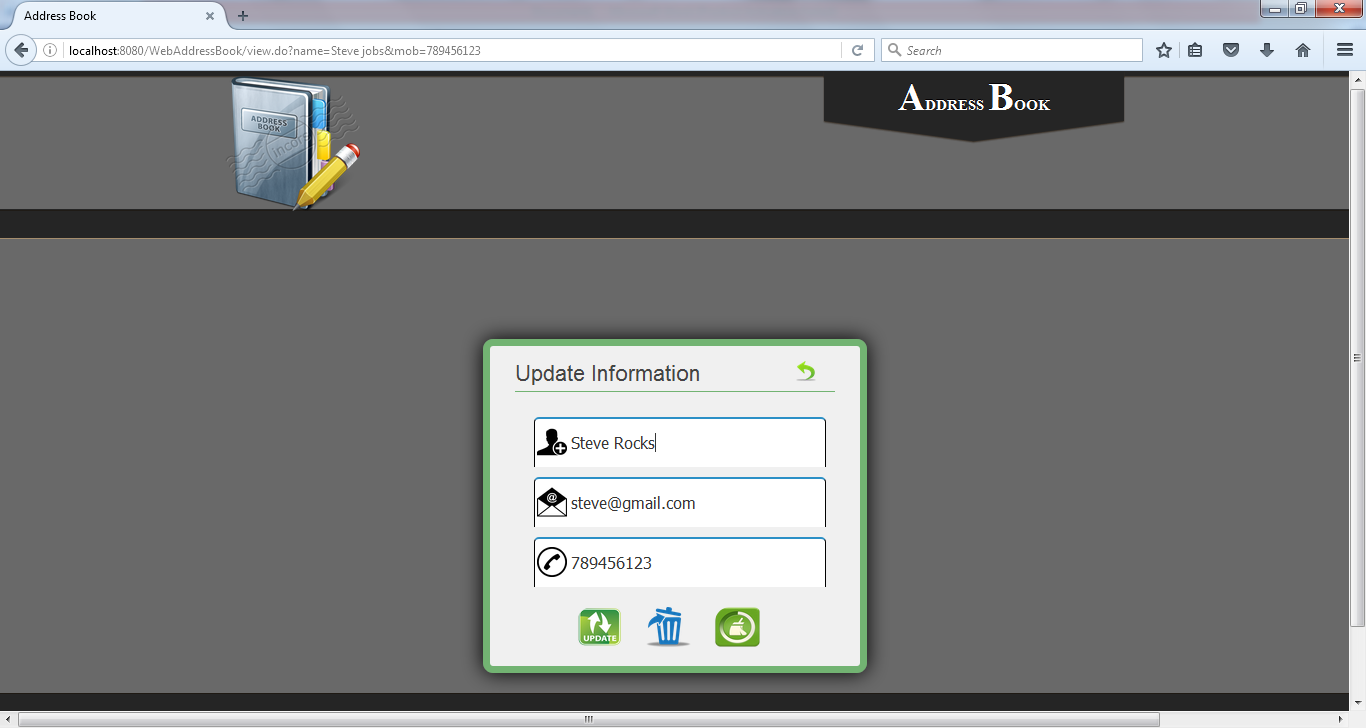 Address Book
localhost:8080/WebAddressBook/view.do?name=Steve jobs&mob=789456123
Search
ADDRESS
BOOK
incors
Address Book
Update Information
Steve Rocks
@
steve@gmail.com
789456123
UPDATE